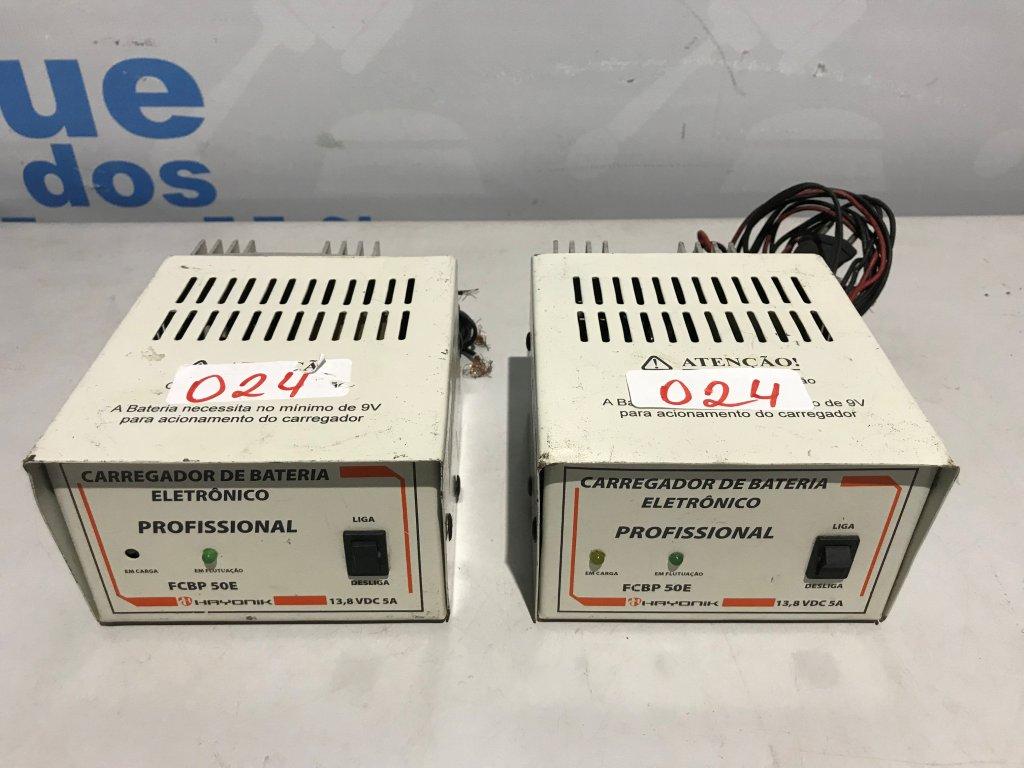 ue
dos
024
A Bateria necessita no mínimo de 9V
para acionamento do carregador
CARREGADOR DE BATERIA
ELETRÔNICO
PROFISSIONAL
LIGA
EM CARGA
EM FLUTUAÇÃO
DESLIGA
FCBP 50E
HAYONIK
13,8 VDC 5A
ATENÇÃO!
024
de 9V
para acionamento do carregador
CARREGADOR DE BATERIA
ELETRÔNICO
PROFISSIONAL
LIGA
EM CARGA
EM FLUTUAÇÃO
DESLIGA
FCBP 50E
HAYONIK
13,8 VDC 5A